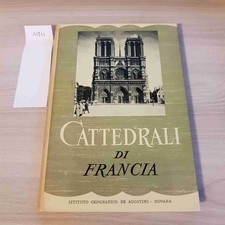 CATTEDRALI
DI
FRANCIA
ISTITUTO GEOGRAFICO DE AGOSTINI - NOVARA